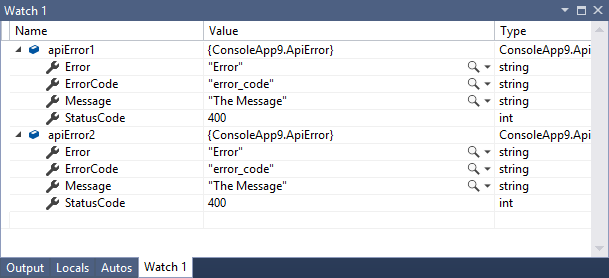 Watch 1
Name Value Type
apiError1 {ConsoleApp9.ApiError} ConsoleApp9.Api
Error "Error" string
ErrorCode "error_code" string
Message "The Message" string
StatusCode 400 int
apiError2 {ConsoleApp9.ApiError} ConsoleApp9.Api
Error "Error" string
ErrorCode "error_code" string
Message "The Message" string
StatusCode 400 int
Output Locals Autos Watch 1